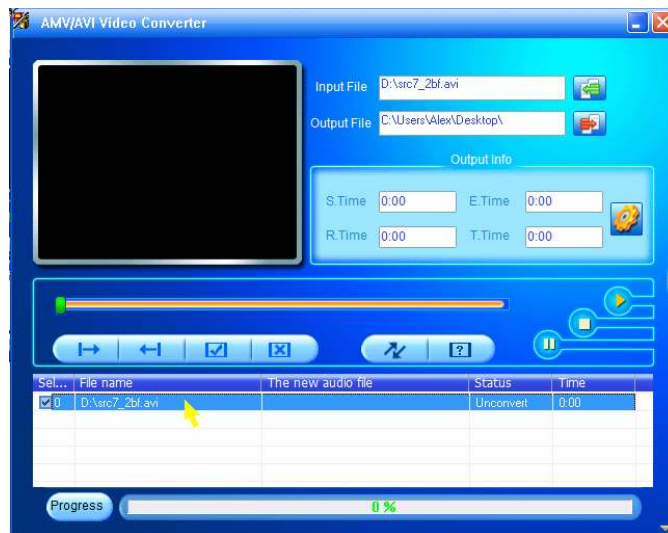 AMV/AVI Video Converter
Input File D:\src7_2bf.avi
Output File C:\Users\Alex\Desktop\
Output Info
S.Time 0:00 E.Time 0:00
R.Time 0:00 T.Time 0:00
Sel... File name The new audio file Status Time
0 D:\src7_2bf.avi Unconvert 0:00
Progress 0 %